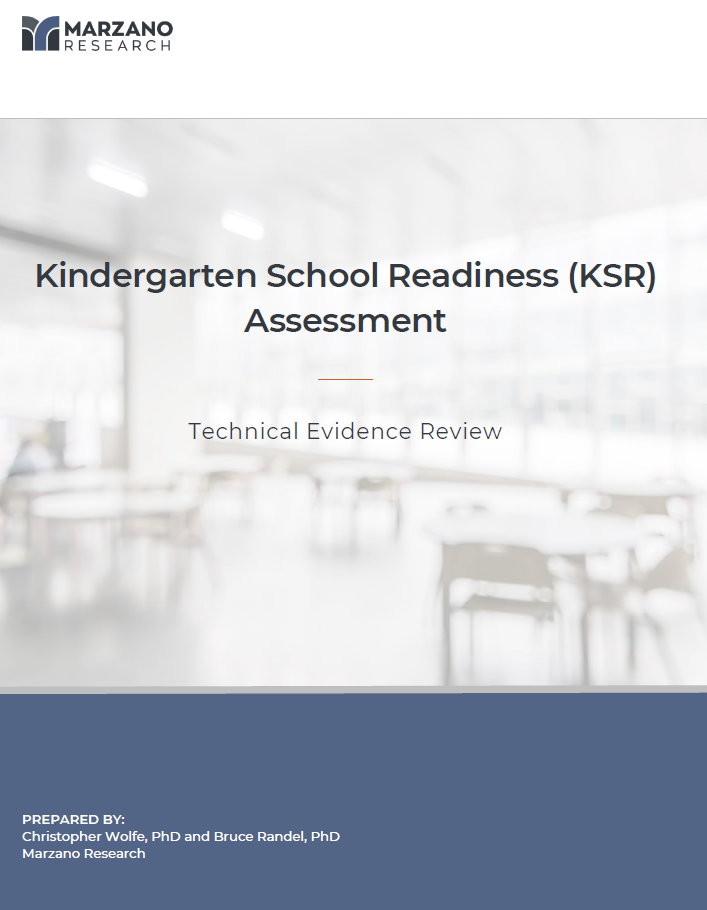 MARZANO
RESEARCH
Kindergarten School Readiness (KSR)
Assessment
Technical Evidence Review
PREPARED BY:
Christopher Wolfe, PhD and Bruce Randel, PhD
Marzano Research